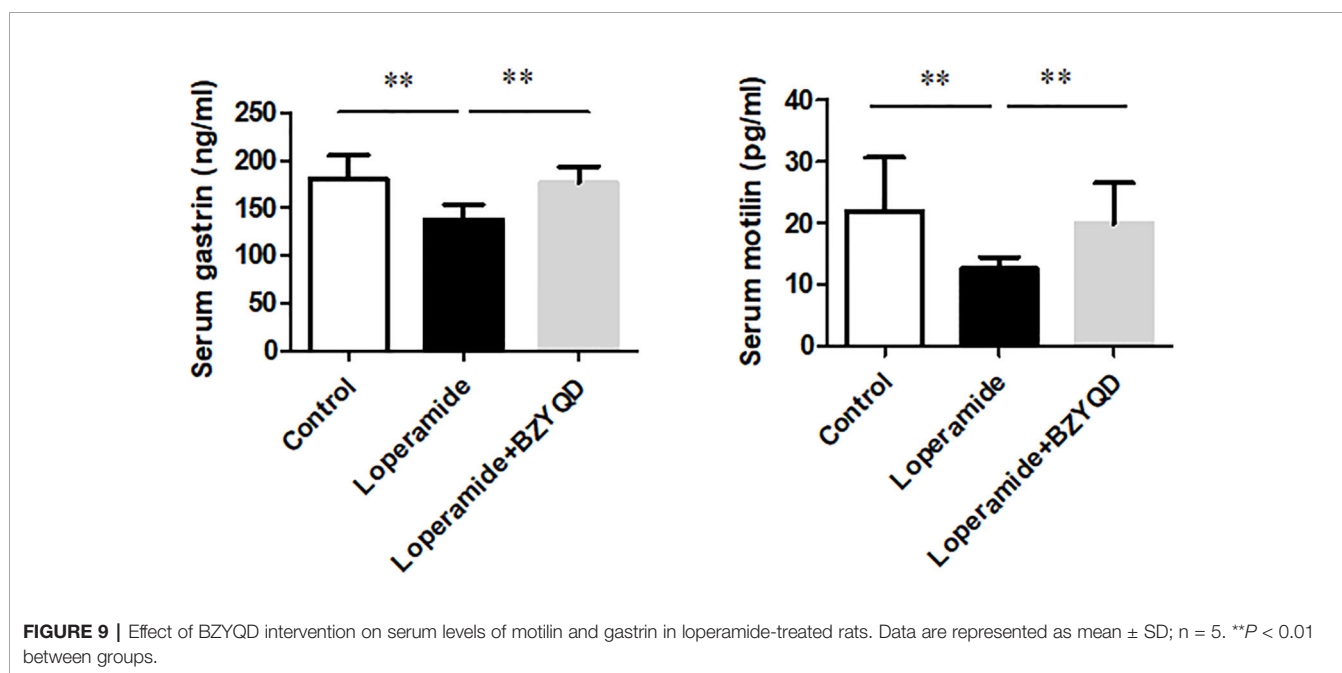 ** **
Serum gastrin (ng/ml)
250
200
150
100
50
0
Control
Loperamide
Loperamide+BZYQD
** **
Serum motilin (pg/ml)
40
30
20
10
0
Control
Loperamide
Loperamide+BZYQD
FIGURE 9 | Effect of BZYQD intervention on serum levels of motilin and gastrin in loperamide-treated rats. Data are represented as mean ± SD; n = 5. **P < 0.01
between groups.